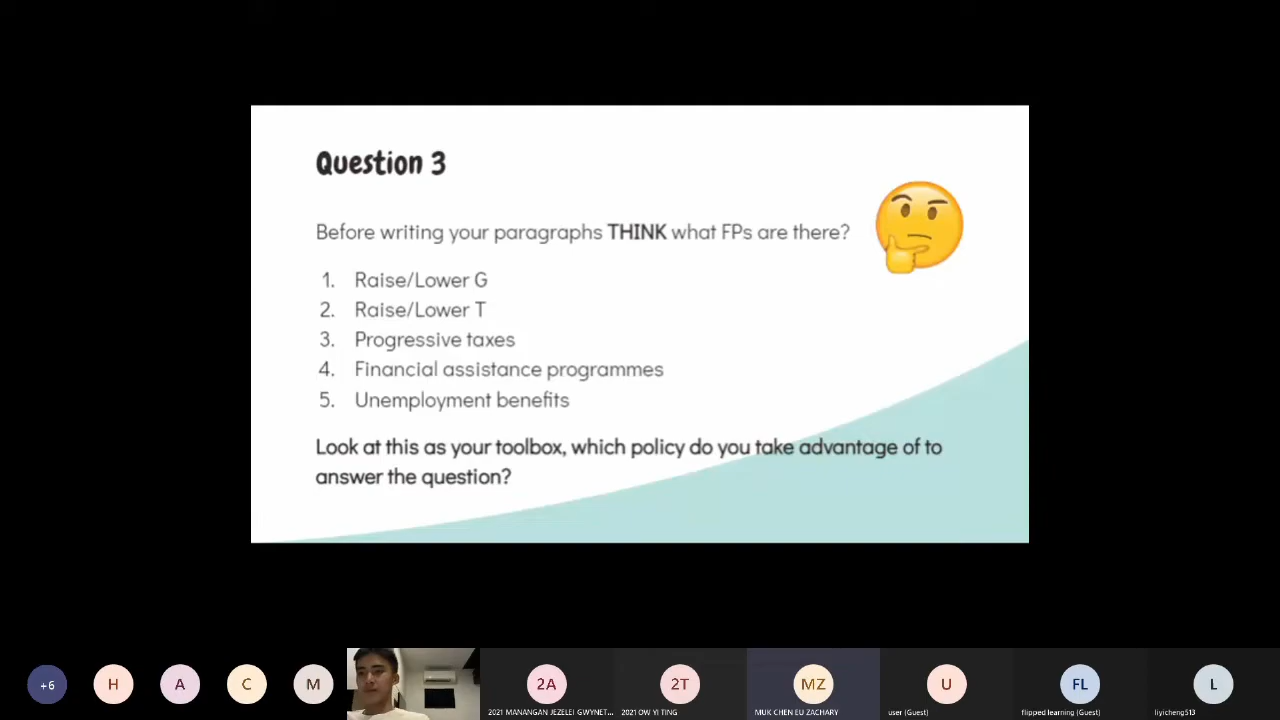 Question 3
Before writing your paragraphs THINK what FPs are there?
1. Raise/Lower G
2. Raise/Lower T
3. Progressive taxes
4. Financial assistance programmes
5. Unemployment benefits
Look at this as your toolbox, which policy do you take advantage of to
answer the question?
+6
H
A
C
M
2A
2T
MZ
U
FL
L
2021 MANANGAN JEZELEI GWYNET...
2021 OW YI TING
MUK CHEN EU ZACHARY
user (Guest)
flipped learning (Guest)
liyicheng513